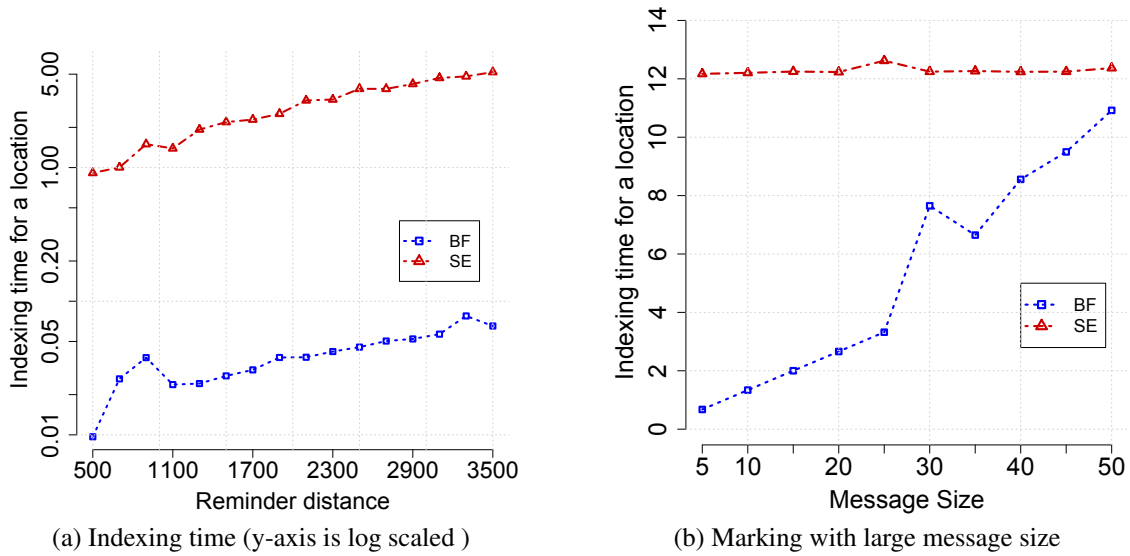 Indexing time for a location
5.00
1.00
0.20
0.05
0.01
BF
SE
500 1100 1700 2300 2900 3500
Reminder distance
(a) Indexing time (y-axis is log scaled )
Indexing time for a location
14
12
10
8
6
4
2
0
BF
SE
5 10 20 30 40 50
Message Size
(b) Marking with large message size